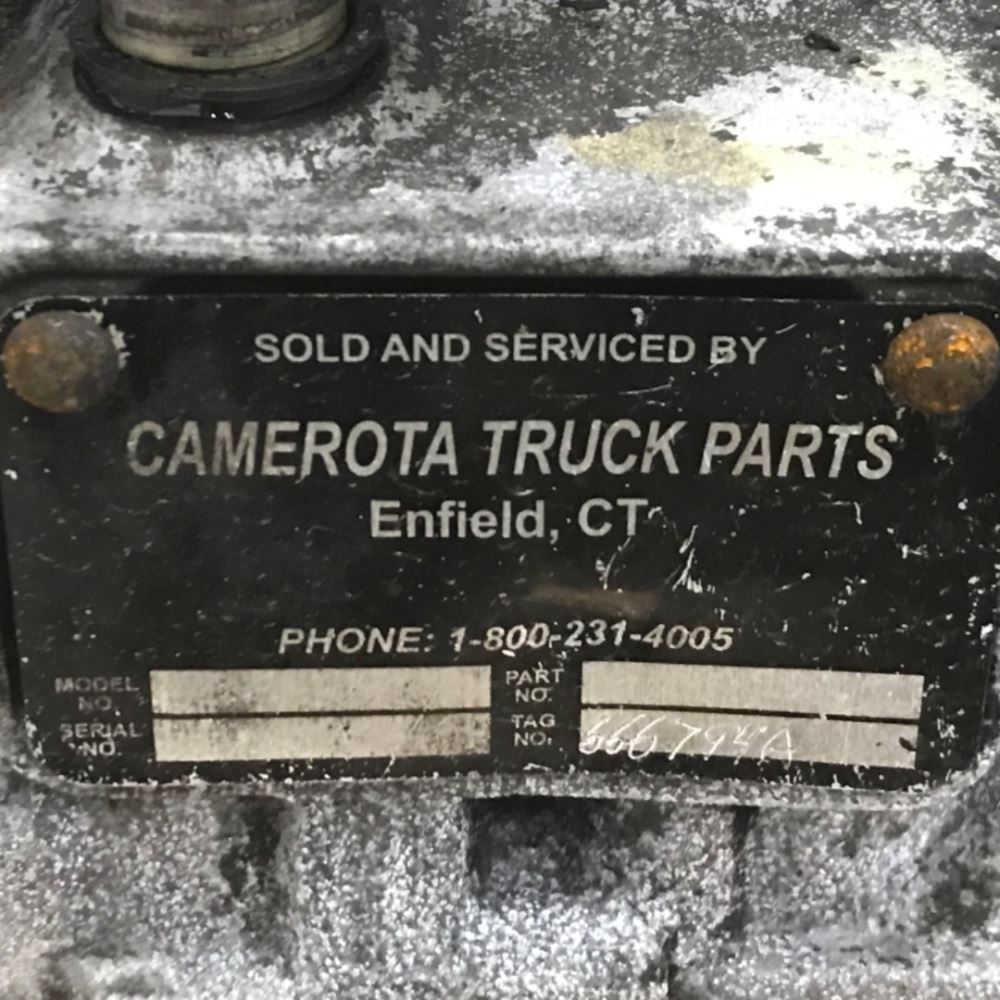 SOLD AND SERVICED BY
CAMEROTA TRUCK PARTS
Enfield, CT
PHONE: 1-800-231-4005
MODEL NO.
PART NO.
SERIAL NO.
TAG NO. 666794A